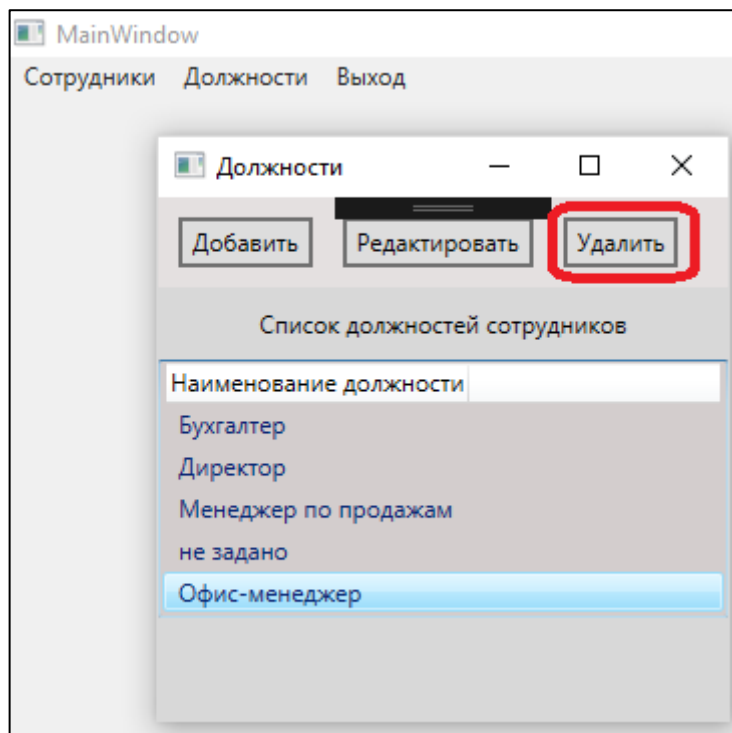 MainWindow
Сотрудники Должности Выход
Должности
Добавить Редактировать Удалить
Список должностей сотрудников
Наименование должности
Бухгалтер
Директор
Менеджер по продажам
не задано
Офис-менеджер